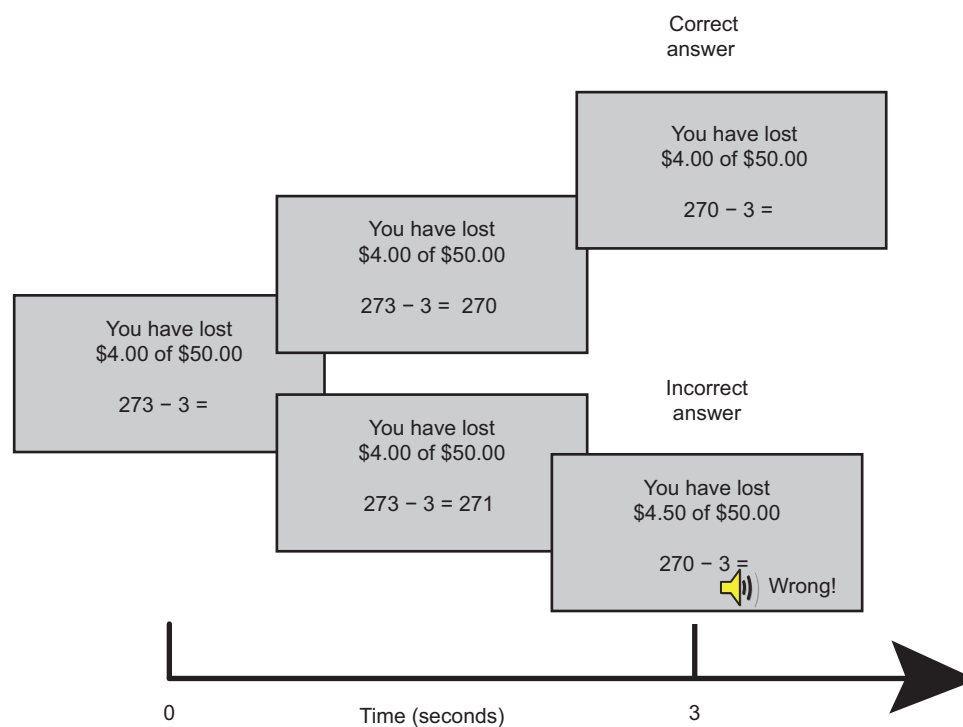 Correct
answer
You have lost
$4.00 of $50.00
270 − 3 =
You have lost
$4.00 of $50.00
273 − 3 =  270
You have lost
$4.00 of $50.00
273 − 3 =
Incorrect
answer
You have lost
$4.00 of $50.00
273 − 3 = 271
You have lost
$4.50 of $50.00
270 − 3 =
Wrong!
0
Time (seconds)
3